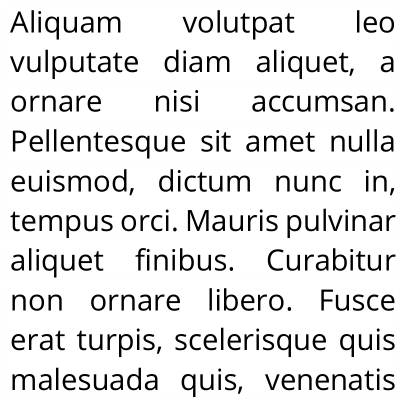 Aliquam volutpat leo
vulputate diam aliquet, a
ornare nisi accumsan.
Pellentesque sit amet nulla
euismod, dictum nunc in,
tempus orci. Mauris pulvinar
aliquet finibus. Curabitur
non ornare libero. Fusce
erat turpis, scelerisque quis
malesuada quis, venenatis